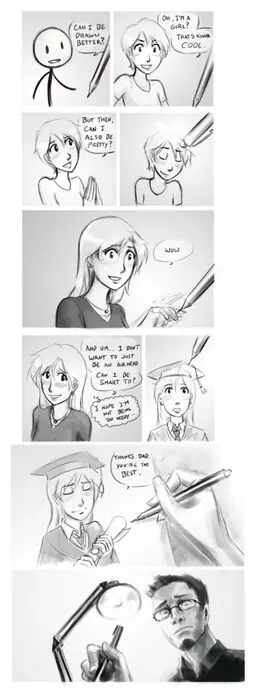 CAN I BE
DRAWN
BETTER?
OH, I'M A
GIRL?
THAT'S KINDA
COOL.
BUT THEN,
CAN I
ALSO BE
PRETTY?
WOW.
AND UM... I DON'T
WANT TO JUST
BE AN AIRHEAD
CAN I BE
SMART TO?
I HOPE I'M
NOT BEING
TOO NEEDY
THANKS DAD,
YOU'RE THE
BEST.